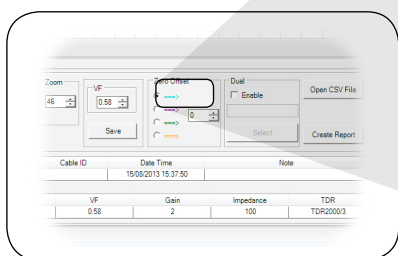 Zoom VF Zero Offset Dual
46 0.58 ===> Enable Open CSV File
===> 0
===>
Save ===> Select Create Report
Cable ID Date Time Note
15/08/2013 15:37:50
VF Gain Impedance TDR
0.58 2 100 TDR2000/3